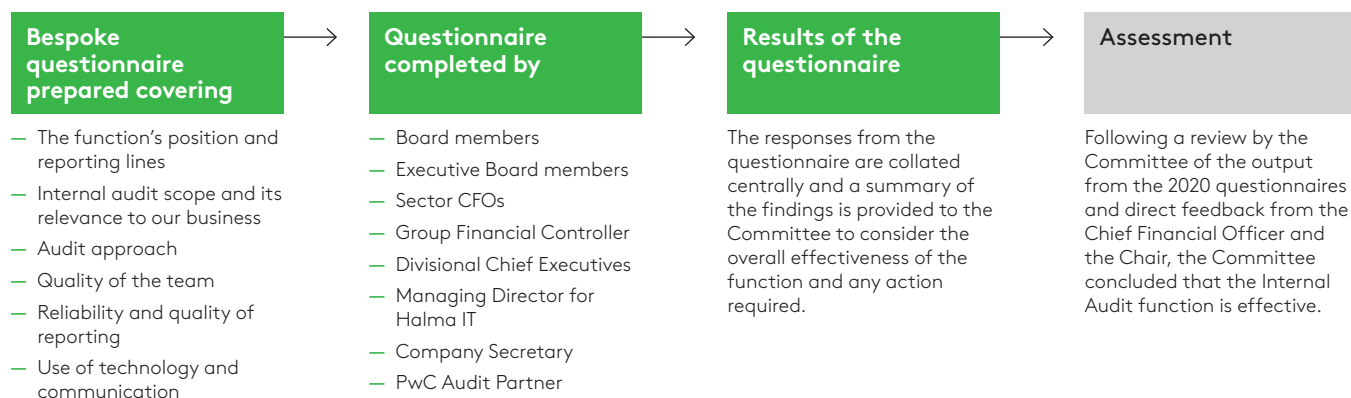 Bespoke
questionnaire
prepared covering
— The function's position and
reporting lines
— Internal audit scope and its
relevance to our business
— Audit approach
— Quality of the team
— Reliability and quality of
reporting
— Use of technology and
communication
Questionnaire
completed by
— Board members
— Executive Board members
— Sector CFOs
— Group Financial Controller
— Divisional Chief Executives
— Managing Director for
Halma IT
— Company Secretary
— PwC Audit Partner
Results of the
questionnaire
The responses from the
questionnaire are collated
centrally and a summary of
the findings is provided to the
Committee to consider the
overall effectiveness of the
function and any action
required.
Assessment
Following a review by the
Committee of the output
from the 2020 questionnaires
and direct feedback from the
Chief Financial Officer and
the Chair, the Committee
concluded that the Internal
Audit function is effective.